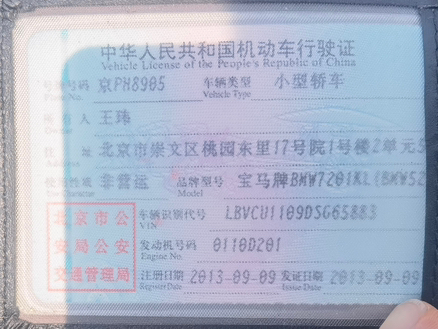 中华人民共和国机动车行驶证
Vehicle License of the People's Republic of China
号牌号码 京PH8905 车辆类型 小型轿车
Plate No. Vehicle Type
所有人 王玮
Owner
住址 北京市崇文区桃园东里17号院1号楼2单元5
Address
使用性质 非营运 品牌型号 宝马牌BMW7201KL(BMW52
Model
北京市公 车辆识别代号 LBVCU1109DSG65883
VIN
安局公安 发动机号码 0110D201
Engine No.
交通管理局 注册日期 2013-09-09 发证日期 2013-09-09
Register Date Issue Date